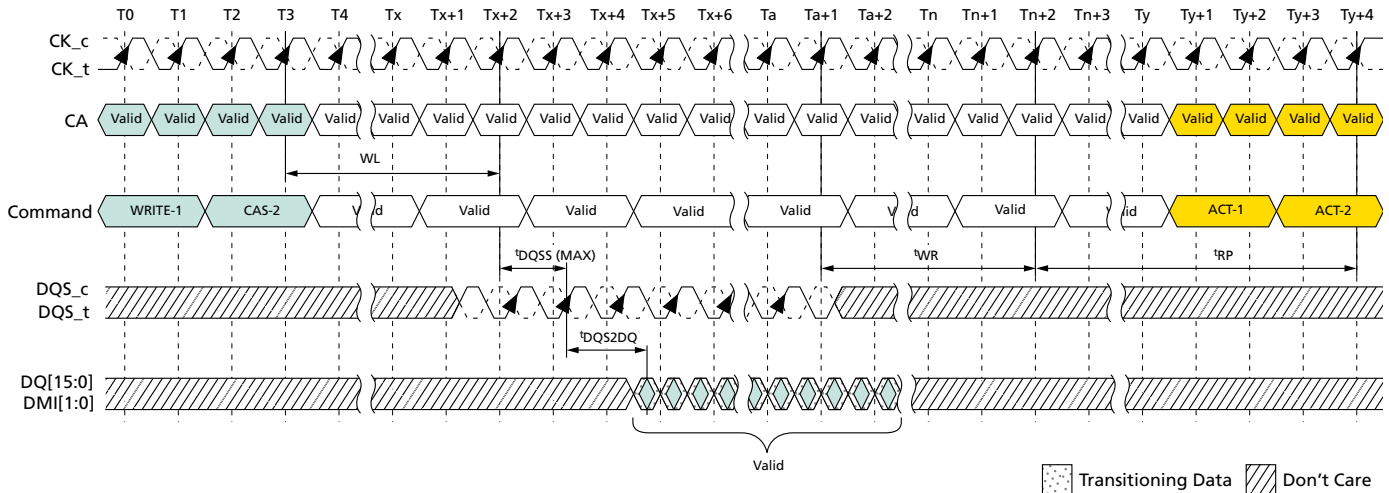 T0 T1 T2 T3 T4 Tx Tx+1 Tx+2 Tx+3 Tx+4 Tx+5 Tx+6 Ta Ta+1 Ta+2 Tn Tn+1 Tn+2 Tn+3 Ty Ty+1 Ty+2 Ty+3 Ty+4
CK_c
CK_t
CA Valid Valid Valid Valid Valid Valid Valid Valid Valid Valid Valid Valid Valid Valid Valid Valid Valid Valid Valid Valid Valid Valid Valid Valid
WL
Command WRITE-1 CAS-2 Valid Valid Valid Valid Valid Valid Valid Valid ACT-1 ACT-2
tDQSS (MAX) tWR tRP
DQS_c
DQS_t
tDQS2DQ
DQ[15:0]
DMI[1:0]
Valid
Transitioning Data Don't Care